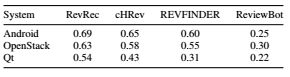 System RevRec cHRev REVFINDER ReviewBot
Android 0.69 0.65 0.60 0.25
OpenStack 0.63 0.58 0.55 0.30
Qt 0.54 0.43 0.31 0.22